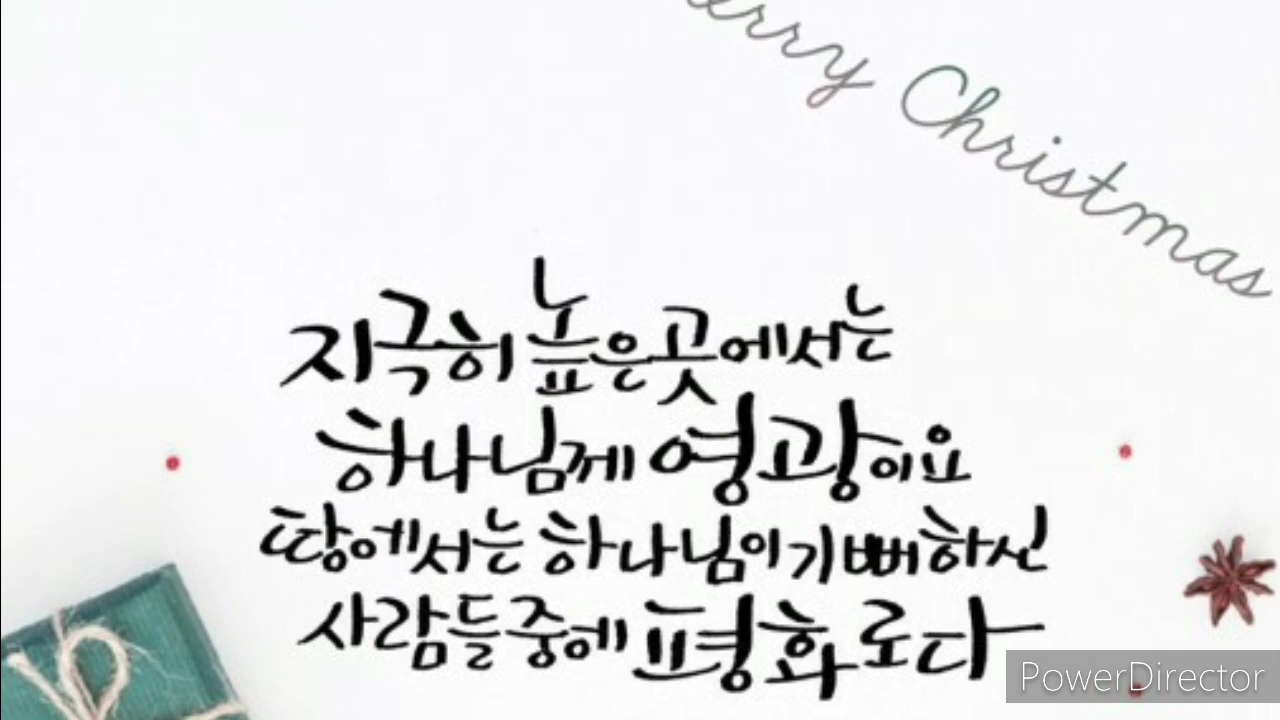 erry Christmas
지극히 높은 곳에서는
하나님께 영광이요
땅에서는 하나님이 기뻐하신
사람들 중에 평화로다
PowerDirector